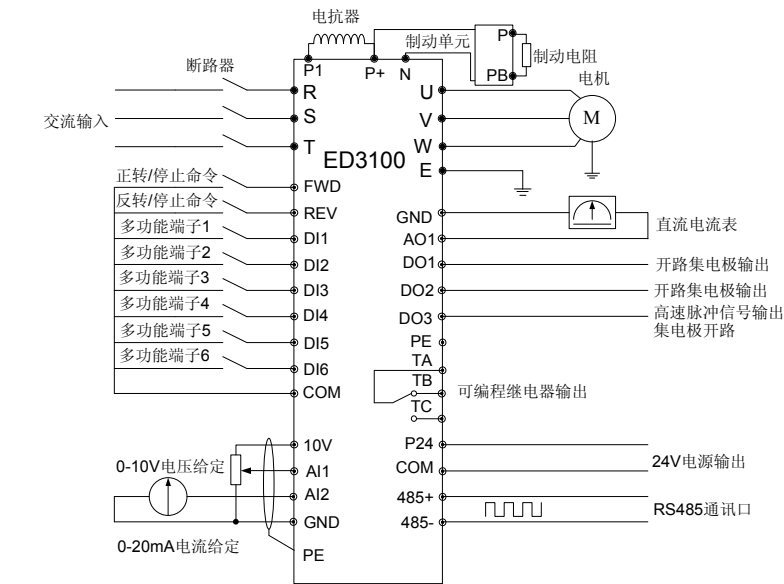 电抗器
制动单元
P
制动电阻
PB
断路器
P1
P+
N
电机
R
U
交流输入
S
V
M
T
W
ED3100
E
正转/停止命令
FWD
反转/停止命令
REV
GND
多功能端子1
DI1
AO1
直流电流表
多功能端子2
DI2
DO1
开路集电极输出
多功能端子3
DI3
DO2
开路集电极输出
多功能端子4
DI4
DO3
高速脉冲信号输出
集电极开路
多功能端子5
DI5
PE
多功能端子6
DI6
TA
COM
TB
可编程继电器输出
TC
10V
P24
0-10V电压给定
AI1
COM
24V电源输出
AI2
485+
GND
485-
RS485通讯口
0-20mA电流给定
PE